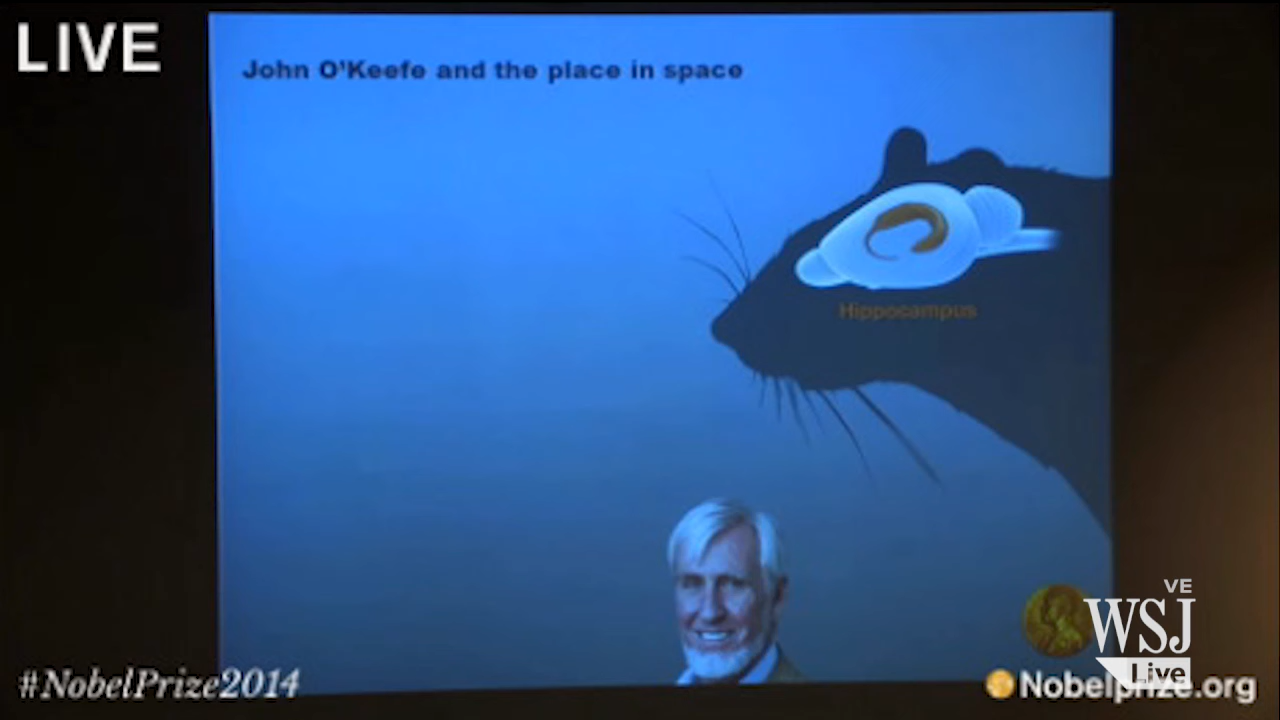 LIVE
John O'Keefe and the place in space
Hippocampus
VE
WSJ
Live
#NobelPrize2014
Nobelprize.org